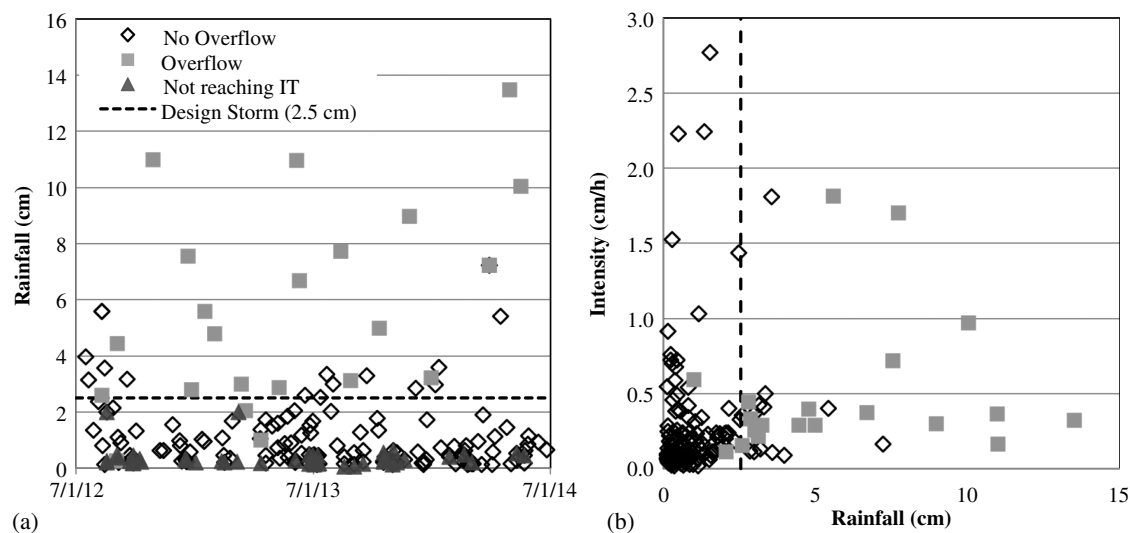 16
14
12
10
8
6
4
2
0
Rainfall (cm)
No Overflow
Overflow
Not reaching IT
Design Storm (2.5 cm)
7/1/12
7/1/13
7/1/14
(a)
3.0
2.5
2.0
1.5
1.0
0.5
0.0
Intensity (cm/h)
0
5
10
15
Rainfall (cm)
(b)